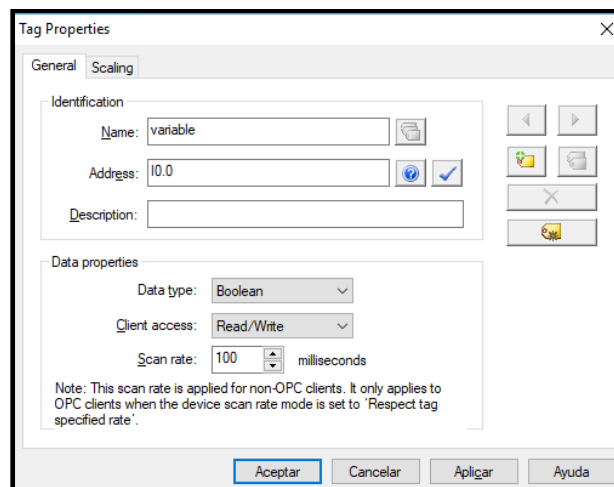 Tag Properties
General Scaling
Identification
Name: variable
Address: I0.0
Description:
Data properties
Data type: Boolean
Client access: Read/Write
Scan rate: 100 milliseconds
Note: This scan rate is applied for non-OPC clients. It only applies to
OPC clients when the device scan rate mode is set to 'Respect tag
specified rate'.
Aceptar Cancelar Aplicar Ayuda